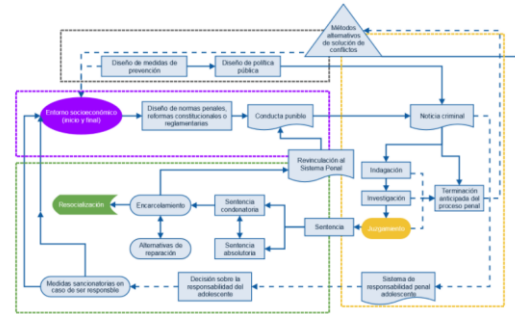 Métodos
alternativos
de solución de
conflictos
Diseño de medidas de
prevención
Diseño de política
pública
Entorno socioeconómico
(inicio y final)
Diseño de normas penales,
reformas constitucionales o
reglamentarias
Conducta punible
Noticia criminal
Revinculación al
Sistema Penal
Indagación
Investigación
Juzgamiento
Terminación
anticipada del
proceso penal
Resocialización
Encarcelamiento
Sentencia
condenatoria
Sentencia
Alternativas de
reparación
Sentencia
absolutoria
Medidas sancionatorias en
caso de ser responsible
Decisión sobre la
responsabilidad del
adolescente
Sistema de
responsabilidad penal
adolescente